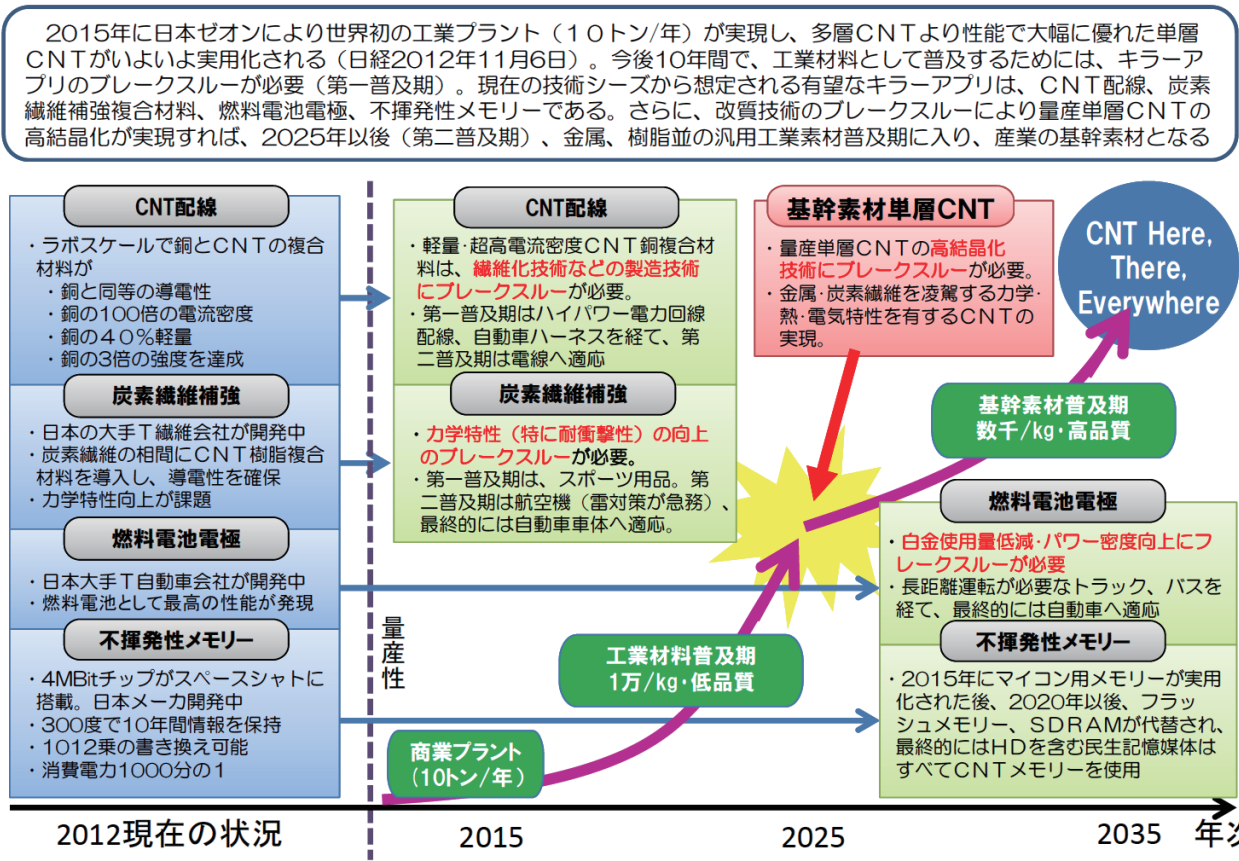 2015年に日本ゼオンにより世界初の工業プラント（１０トン/年）が実現し、多層CNTより性能で大幅に優れた単層
CNTがいよいよ実用化される（日経2012年11月6日）。今後10年間で、工業材料として普及するためには、キラーア
プリのブレークスルーが必要（第一普及期）。現在の技術シーズから想定される有望なキラーアプリは、CNT配線、炭素
繊維補強複合材料、燃料電池電極、不揮発性メモリーである。さらに、改質技術のブレークスルーにより量産単層CNTの
高結晶化が実現すれば、2025年以後（第二普及期）、金属、樹脂並の汎用工業素材普及期に入り、産業の基幹素材となる
CNT配線
・ラボスケールで銅とCNTの複合
材料が
・銅と同等の導電性
・銅の100倍の電流密度
・銅の４０％軽量
・銅の3倍の強度を達成
炭素繊維補強
・日本の大手Ｔ繊維会社が開発中
・炭素繊維の相間にCNT樹脂複合
材料を導入し、導電性を確保
・力学特性向上が課題
燃料電池電極
・日本大手Ｔ自動車会社が開発中
・燃料電池として最高の性能が発現
不揮発性メモリー
・4MBitチップがスペースシャトに
搭載。日本メーカ開発中
・300度で10年間情報を保持
・1012乗の書き換え可能
・消費電力1000分の1
量産性
CNT配線
・軽量・超高電流密度CNT銅複合材
料は、繊維化技術などの製造技術
にブレークスルーが必要。
・第一普及期はハイパワー電力回線
配線、自動車ハーネスを経て、第
二普及期は電線へ適応
炭素繊維補強
・力学特性（特に耐衝撃性）の向上
のブレークスルーが必要。
・第一普及期は、スポーツ用品。第
二普及期は航空機（雷対策が急務）、
最終的には自動車車体へ適応。
基幹素材単層CNT
・量産単層CNTの高結晶化
技術にブレークスルーが必要。
・金属・炭素繊維を凌駕する力学・
熱・電気特性を有するCNTの
実現。
CNT Here,
There,
Everywhere
基幹素材普及期
数千/kg・高品質
燃料電池電極
・白金使用量低減・パワー密度向上にブ
レークスルーが必要
・長距離運転が必要なトラック、バスを
経て、最終的には自動車へ適応
不揮発性メモリー
・2015年にマイコン用メモリーが実用
化された後、2020年以後、フラッ
シュメモリー、SDRAMが代替され、
最終的にはHDを含む民生記憶媒体は
すべてCNTメモリーを使用
工業材料普及期
1万/kg・低品質
商業プラント
（10トン/年）
2012現在の状況
2015
2025
2035
年次